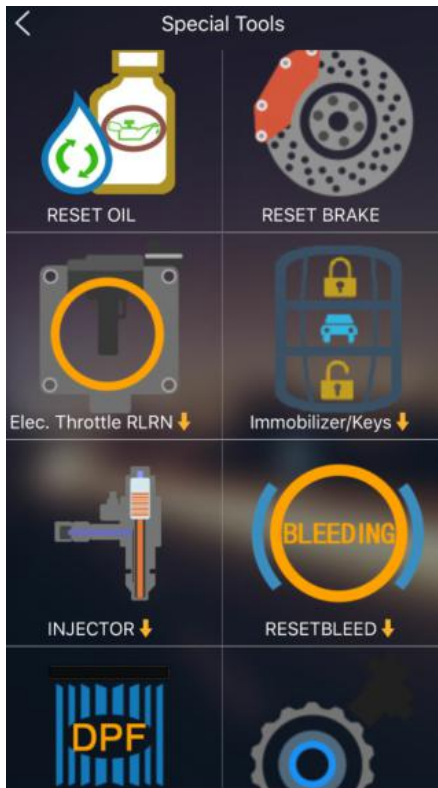 Special Tools
RESET OIL
RESET BRAKE
Elec. Throttle RLRN
Immobilizer/Keys
BLEEDING
INJECTOR
RESETBLEED
DPF